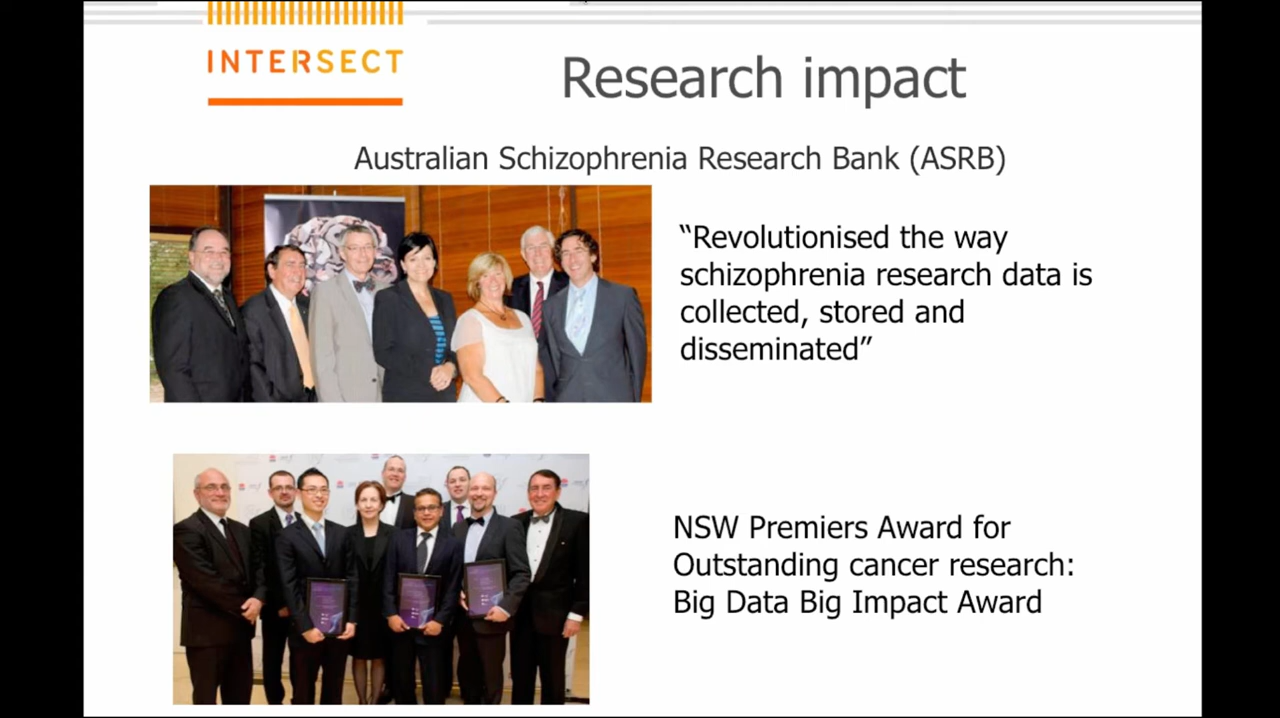 INTERSECT
Research impact
Australian Schizophrenia Research Bank (ASRB)
“Revolutionised the way
schizophrenia research data is
collected, stored and
disseminated”
NSW Premiers Award for
Outstanding cancer research:
Big Data Big Impact Award